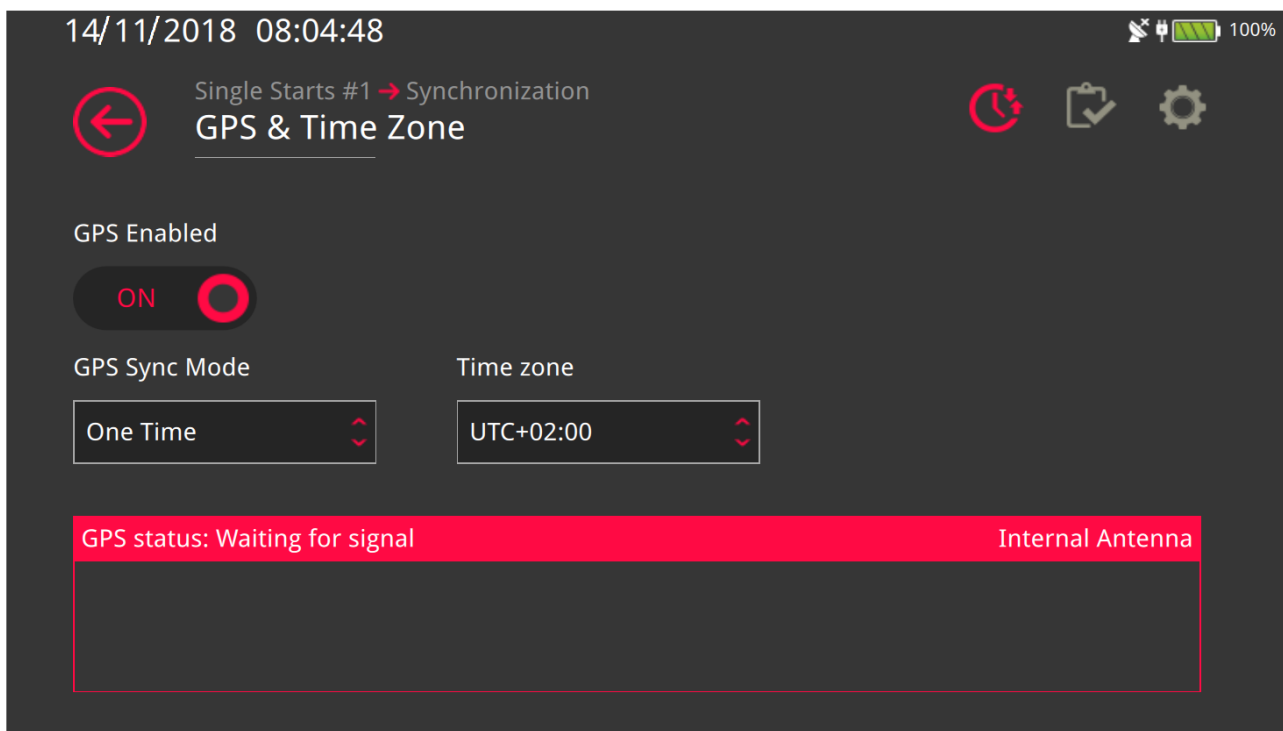 14/11/2018 08:04:48 100%
Single Starts #1 → Synchronization
GPS & Time Zone
GPS Enabled
ON
GPS Sync Mode Time zone
One Time UTC+02:00
GPS status: Waiting for signal Internal Antenna